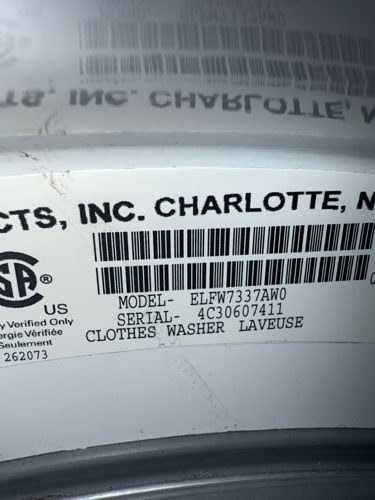 CTS, INC. CHARLOTTE, N
US
y Verified Only
ergie Vérifiée
Seulement
262073
MODEL- ELFW7337AW0
SERIAL- 4C30607411
CLOTHES WASHER LAVEUSE